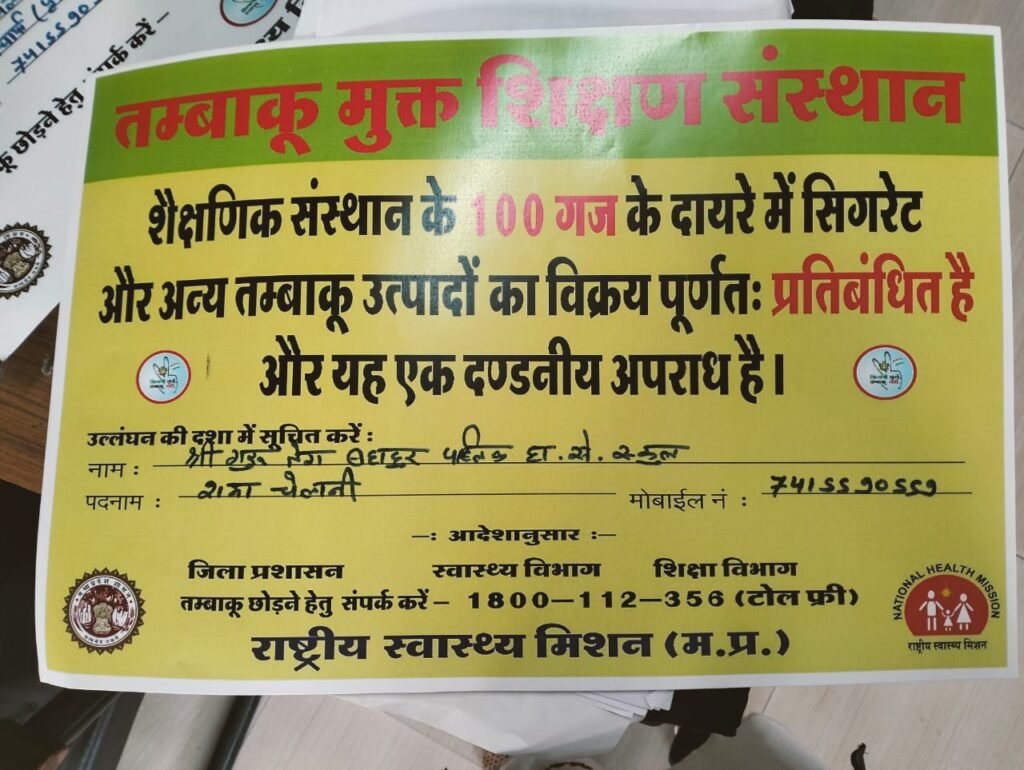 तम्बाकू मुक्त शिक्षण संस्थान
शैक्षणिक संस्थान के 100 गज के दायरे में सिगरेट
और अन्य तम्बाकू उत्पादों का विक्रय पूर्णतः प्रतिबंधित है
और यह एक दण्डनीय अपराध है।
उल्लंघन की दशा में सूचित करें :
नाम : श्री गुरु तेग बहादुर पब्लिक हा. से. स्कूल
पदनाम : चेलानी मोबाईल नं : 7415590559
–: आदेशानुसार :–
जिला प्रशासन स्वास्थ्य विभाग शिक्षा विभाग
तम्बाकू छोड़ने हेतु संपर्क करें – 1800–112–356 (टोल फ्री)
राष्ट्रीय स्वास्थ्य मिशन (म.प्र.)
NATIONAL HEALTH MISSION
राष्ट्रीय स्वास्थ्य मिशन